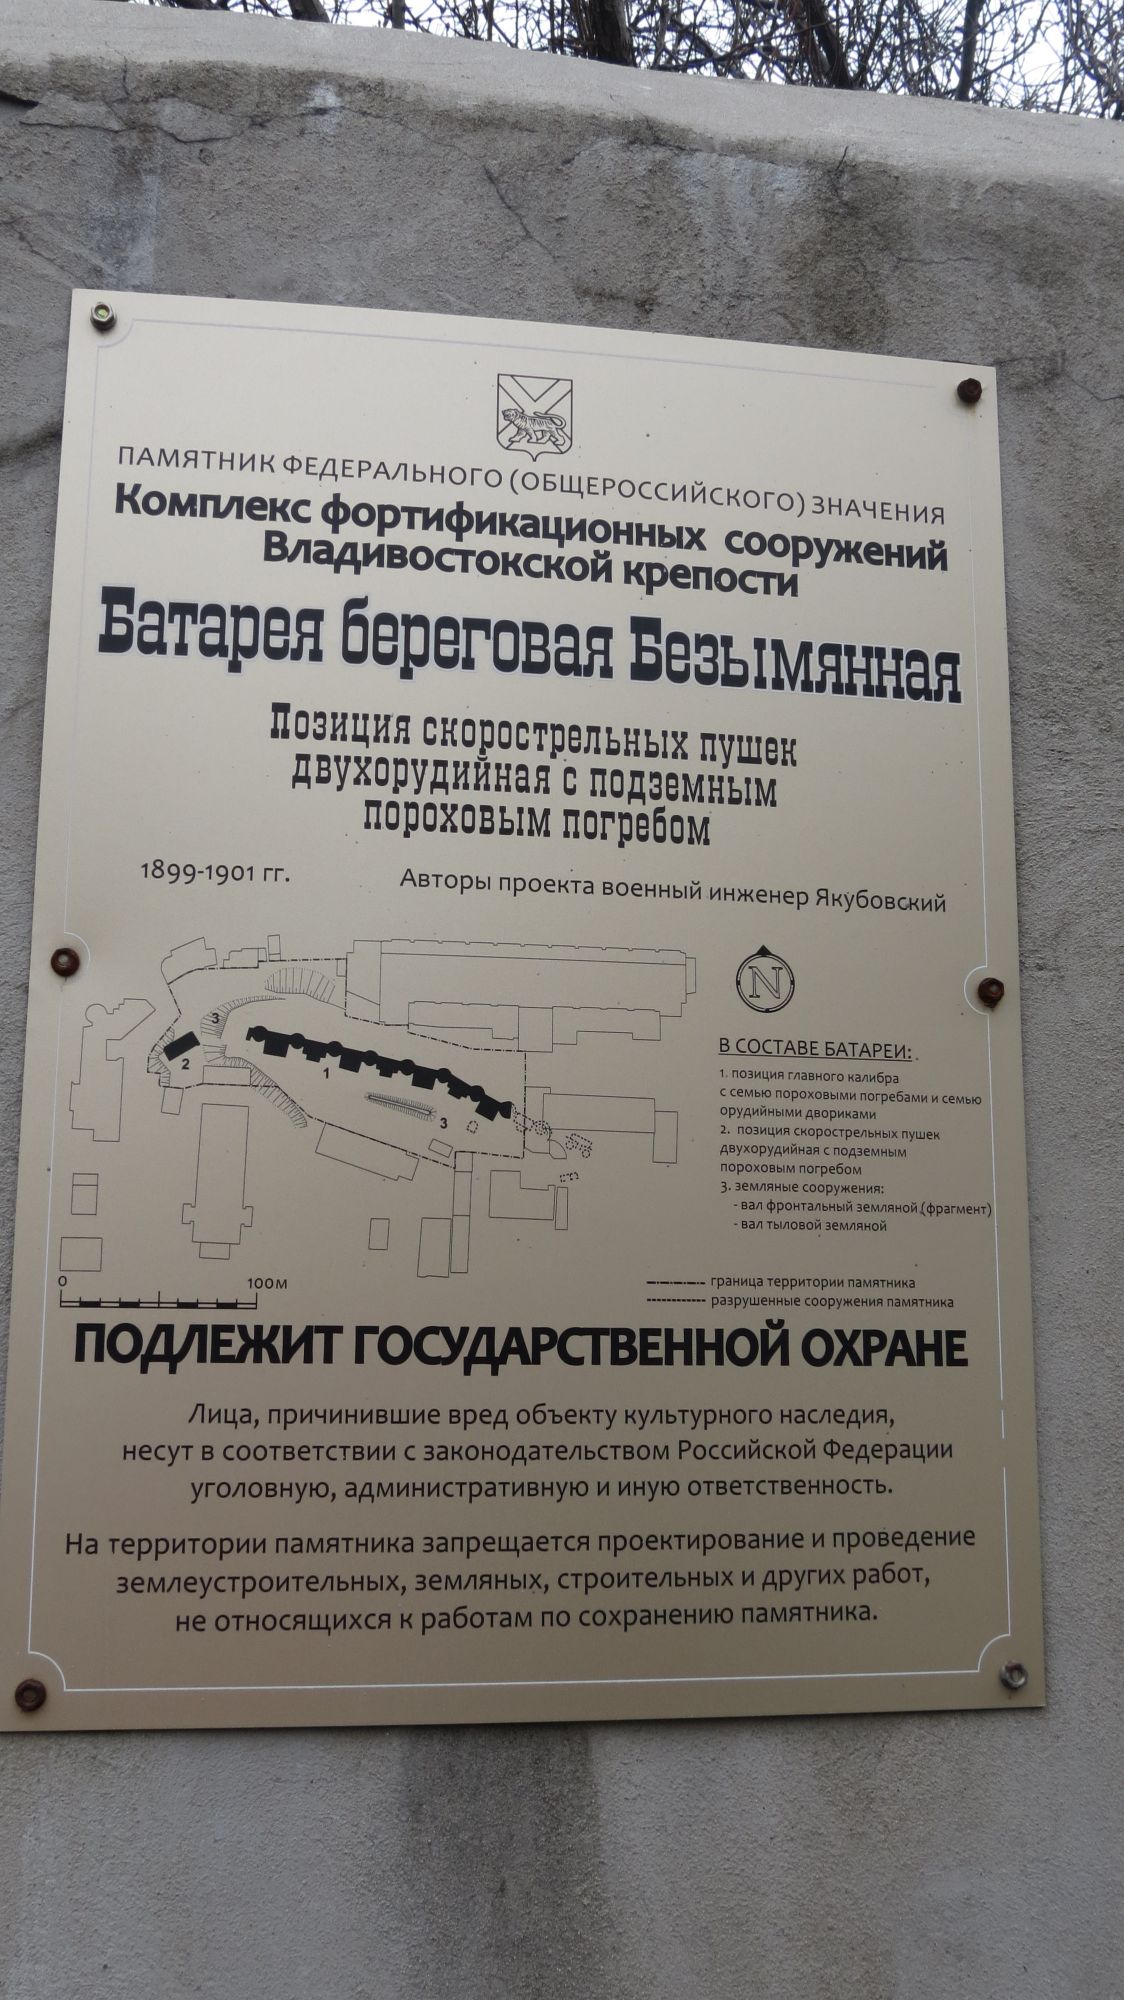 ПАМЯТНИК ФЕДЕРАЛЬНОГО (ОБЩЕРОССИЙСКОГО) ЗНАЧЕНИЯ
Комплекс фортификационных сооружений
Владивостокской крепости
Батарея береговая Безымянная
Позиция скорострельных пушек
двухорудийная с подземным
пороховым погребом
1899-1901 гг.
Авторы проекта военный инженер Якубовский
N
3
2
1
3
В СОСТАВЕ БАТАРЕИ:
1. позиция главного калибра
с семью пороховыми погребами и семью
орудийными двориками
2. позиция скорострельных пушек
двухорудийная с подземным
пороховым погребом
3. земляные сооружения:
- вал фронтальный земляной (фрагмент)
- вал тыловой земляной
0 100м
граница территории памятника
разрушенные сооружения памятника
ПОДЛЕЖИТ ГОСУДАРСТВЕННОЙ ОХРАНЕ
Лица, причинившие вред объекту культурного наследия,
несут в соответствии с законодательством Российской Федерации
уголовную, административную и иную ответственность.
На территории памятника запрещается проектирование и проведение
землеустроительных, земляных, строительных и других работ,
не относящихся к работам по сохранению памятника.